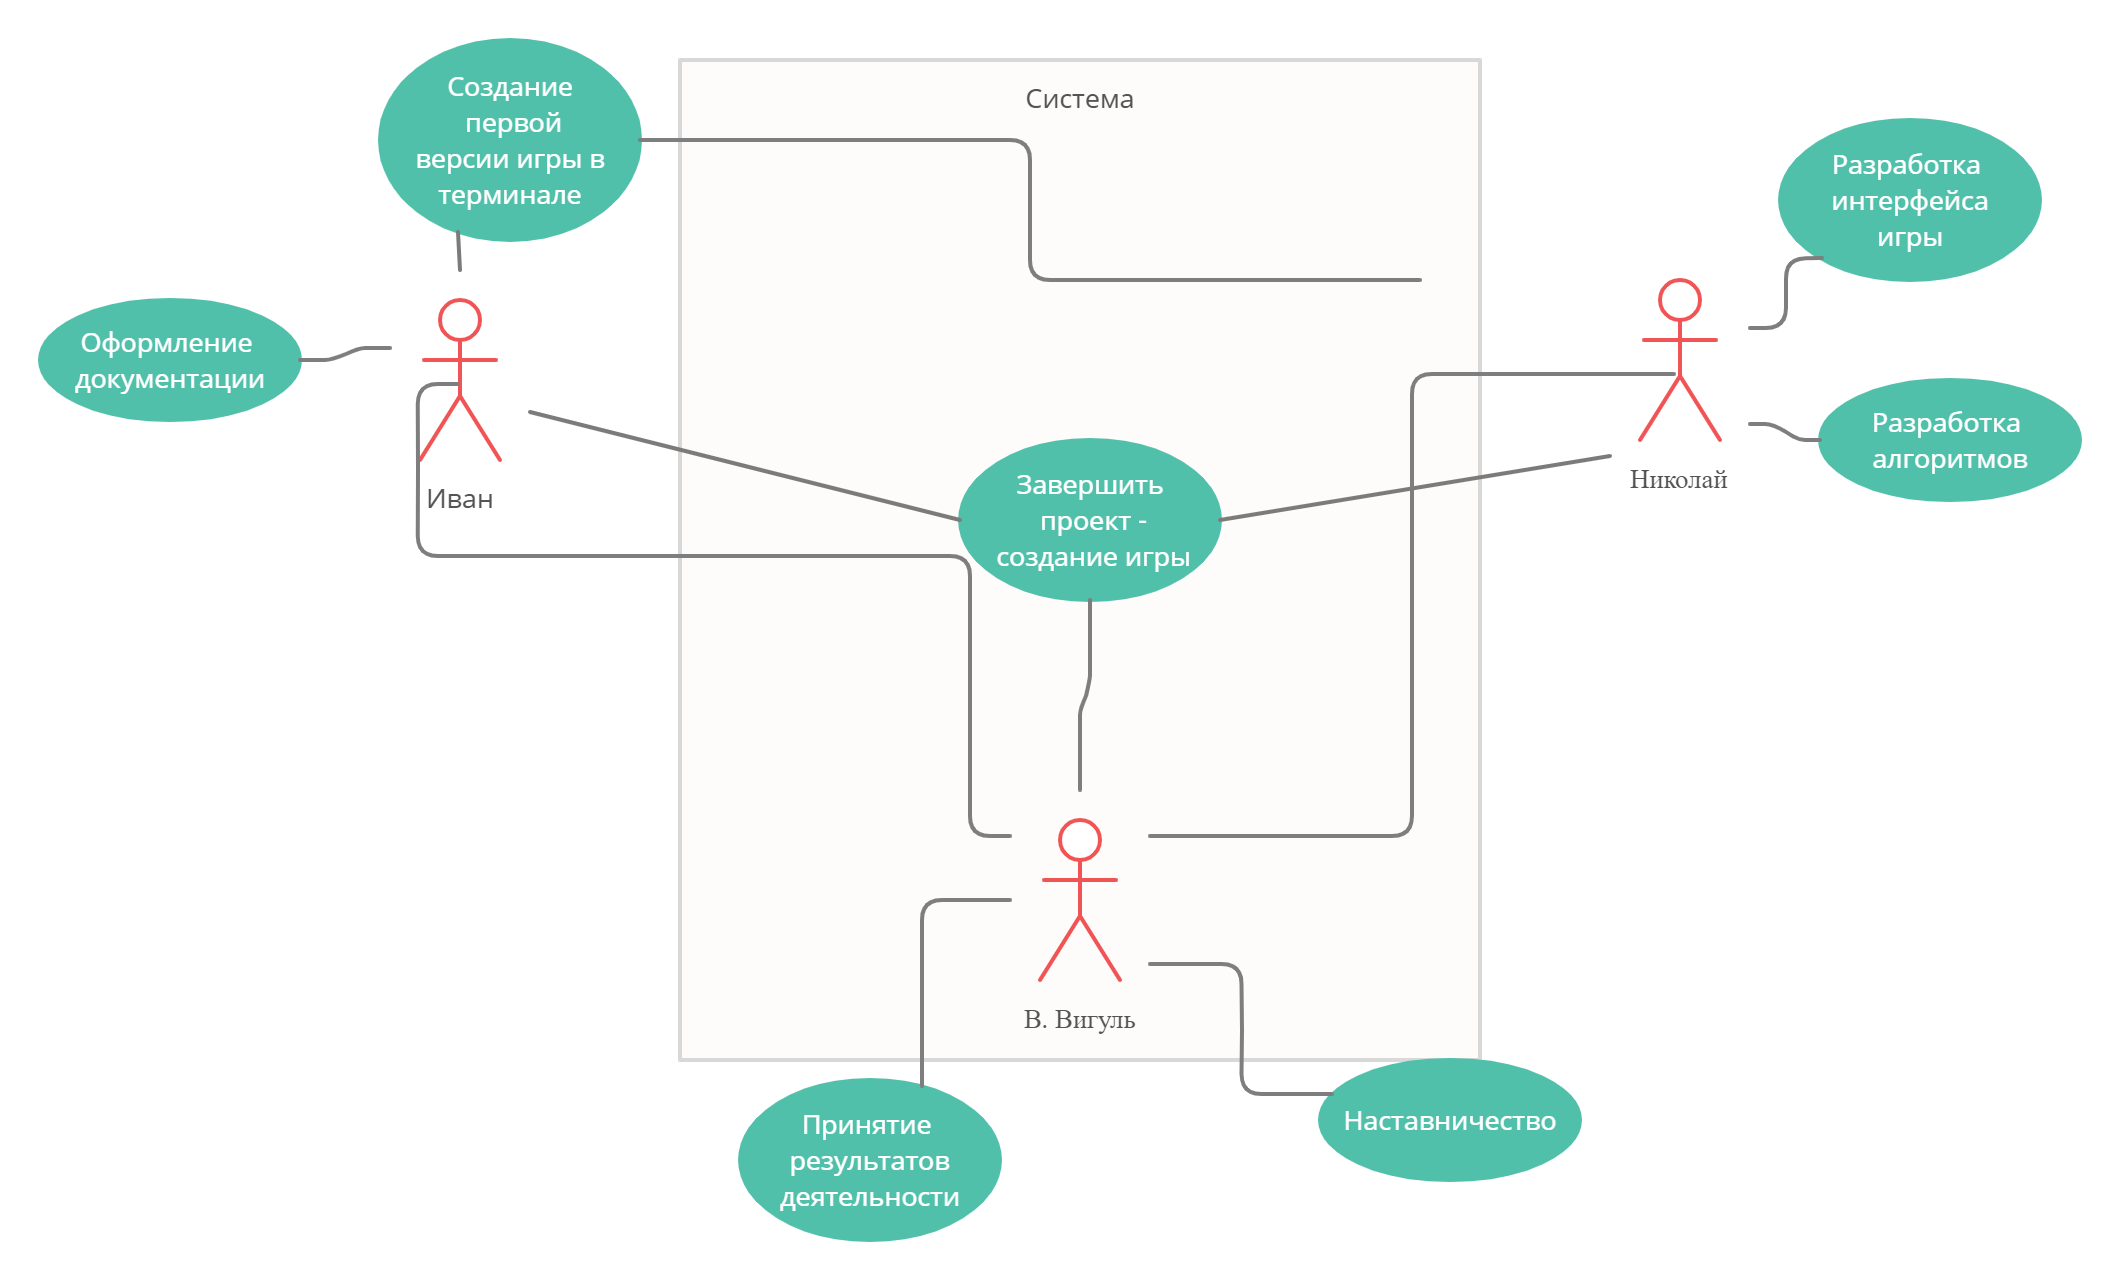 Создание
первой
версии игры в
терминале
Система
Разработка
интерфейса
игры
Оформление
документации
Иван
Завершить
проект -
создание игры
Николай
Разработка
алгоритмов
В. Вигуль
Принятие
результатов
деятельности
Наставничество